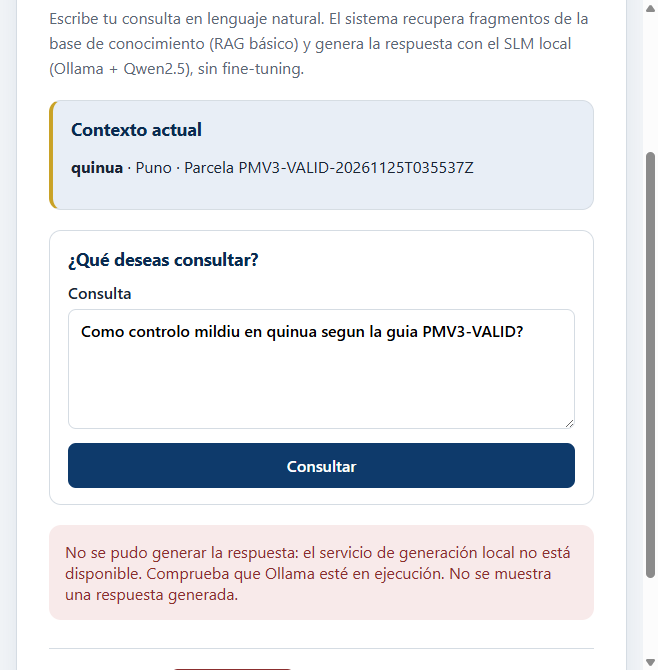 Escribe tu consulta en lenguaje natural. El sistema recupera fragmentos de la
base de conocimiento (RAG básico) y genera la respuesta con el SLM local
(Ollama + Qwen2.5), sin fine-tuning.
Contexto actual
quinua · Puno · Parcela PMV3-VALID-20261125T035537Z
¿Qué deseas consultar?
Consulta
Como controlo mildiu en quinua segun la guia PMV3-VALID?
Consultar
No se pudo generar la respuesta: el servicio de generación local no está
disponible. Comprueba que Ollama esté en ejecución. No se muestra
una respuesta generada.